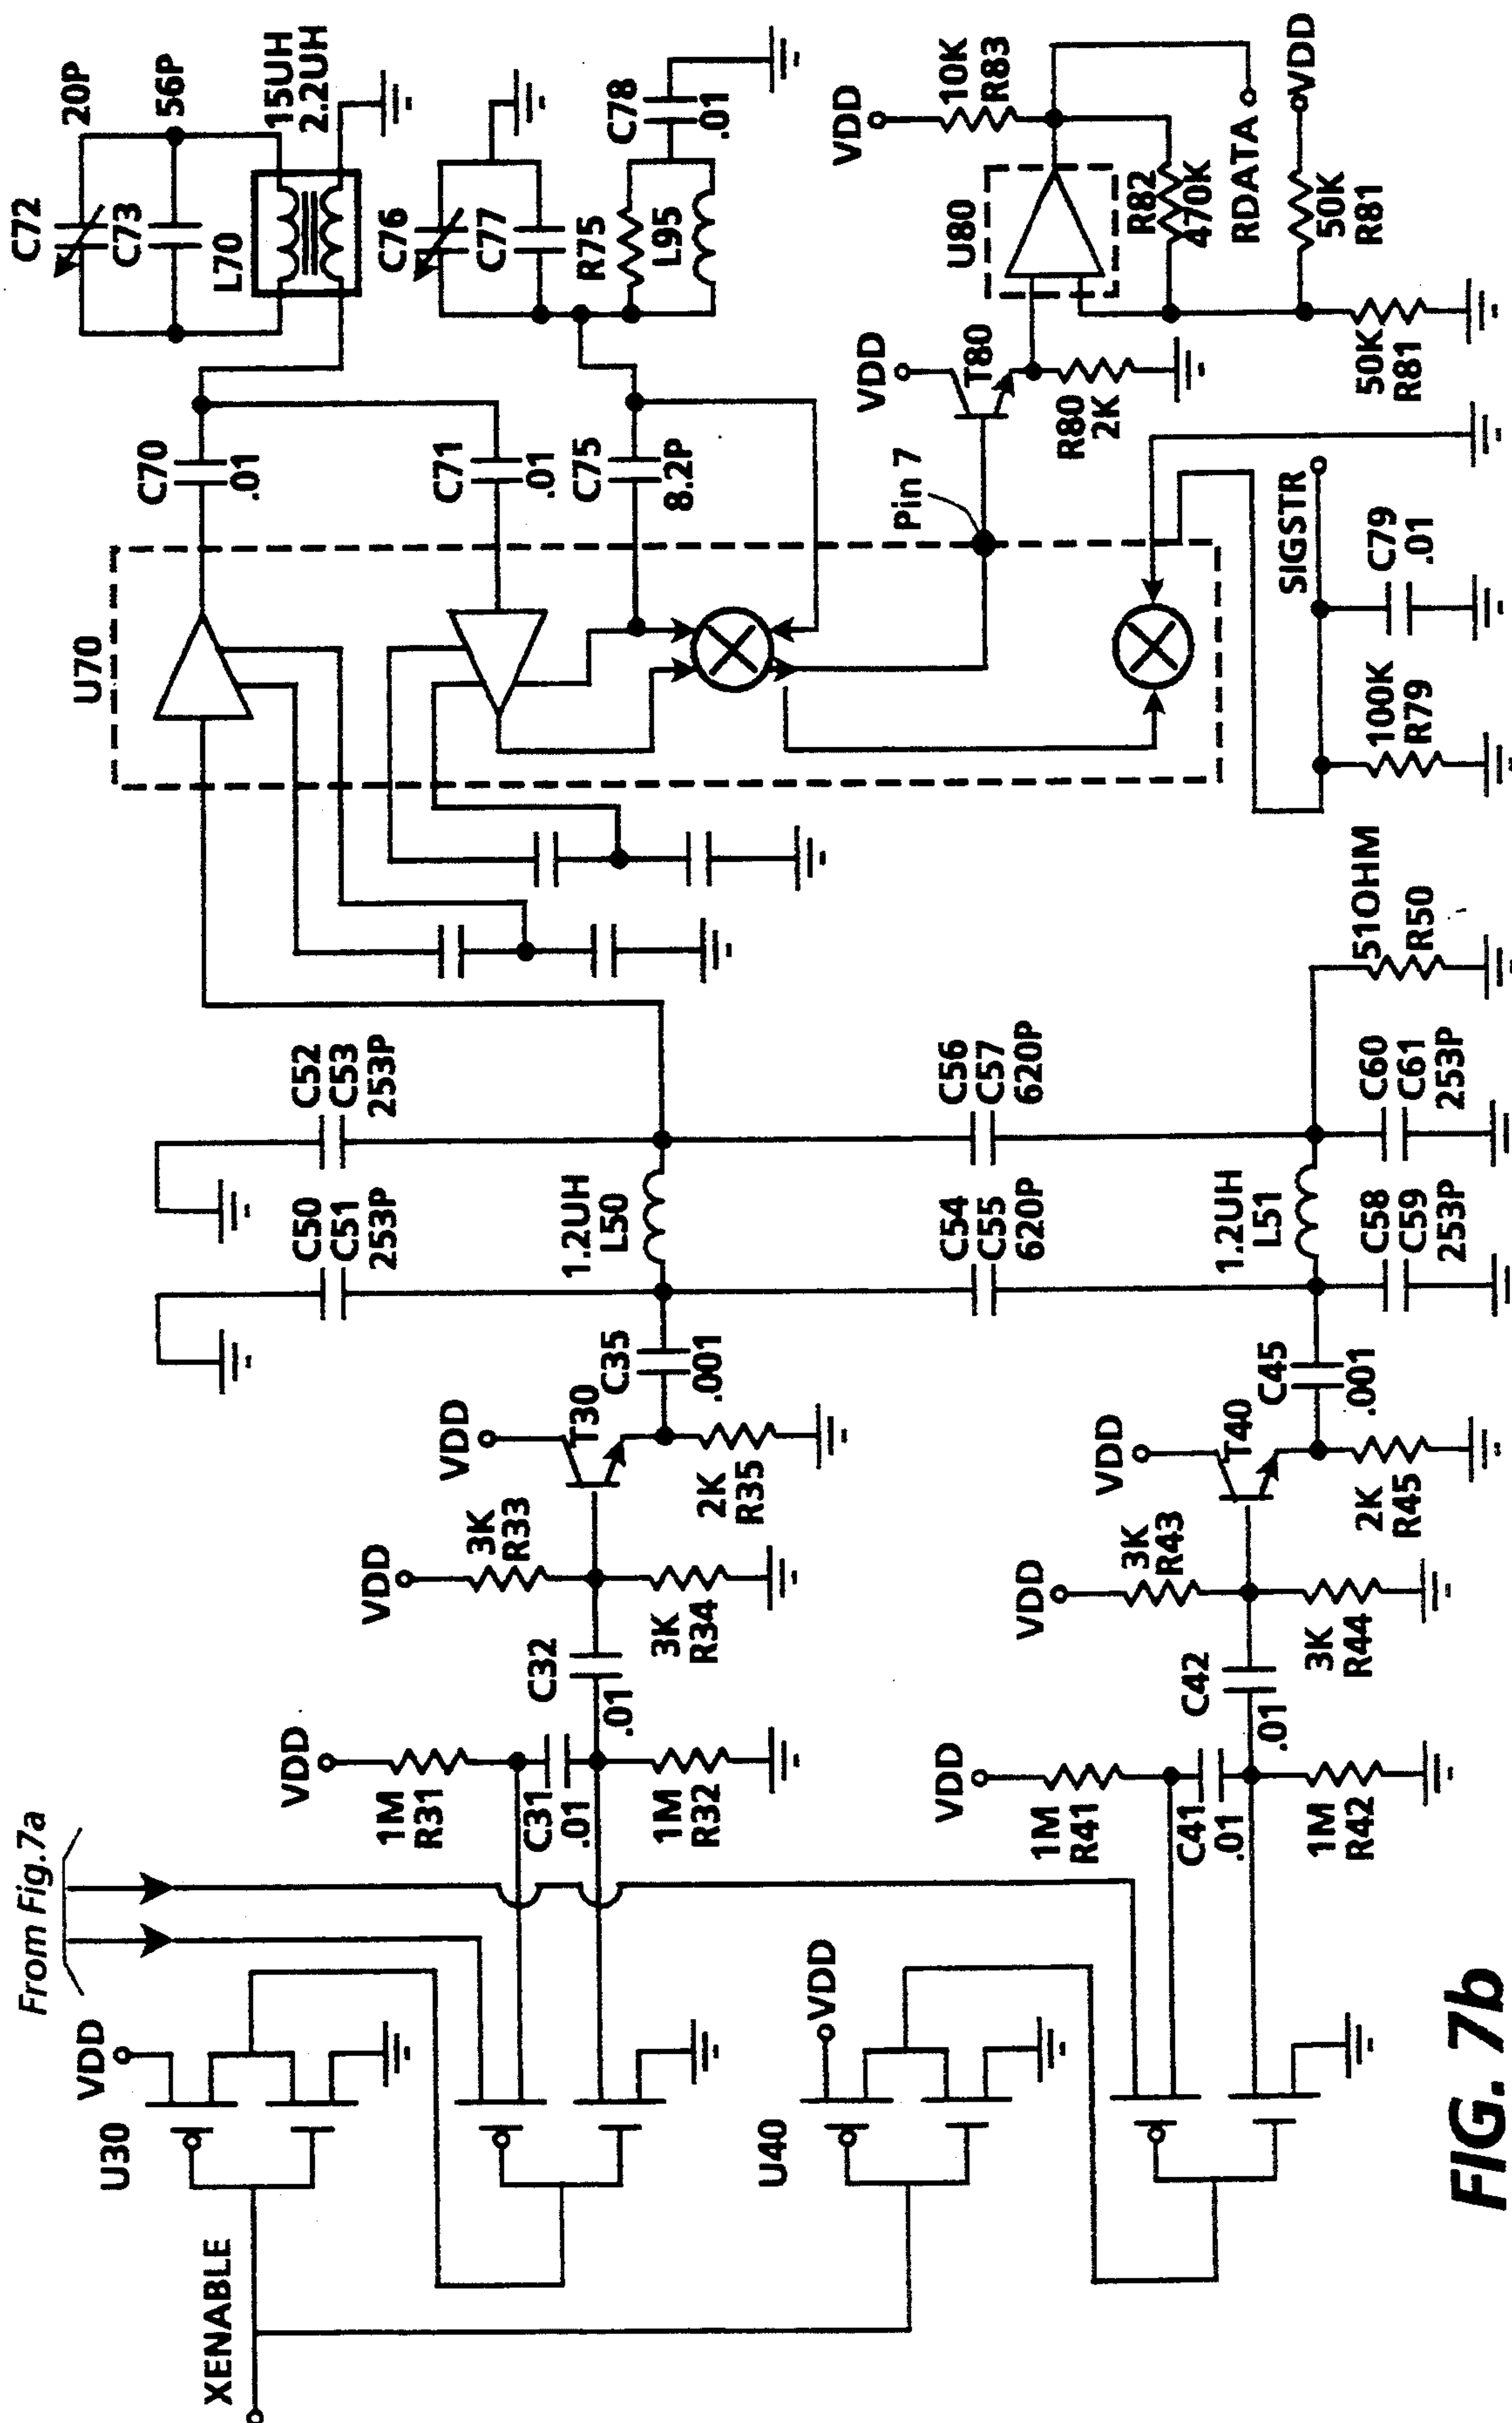 From Fig.7a
XENABLE
U30
VDD
U40
VDD
VDD
1M
R31
C31
.01
1M
R32
C32
.01
VDD
3K
R33
3K
R34
VDD
T30
2K
R35
C35
.001
VDD
1M
R41
C41
.01
1M
R42
C42
.01
VDD
3K
R43
3K
R44
VDD
T40
2K
R45
C45
.001
C50
C51
253P
C52
C53
253P
1.2UH
L50
C54
C55
620P
C56
C57
620P
1.2UH
L51
C58
C59
253P
C60
C61
253P
51OHM
R50
U70
C70
.01
C71
.01
C75
8.2P
Pin 7
100K
R79
SIGSTR
C79
.01
C72
20P
C73
56P
L70
15UH
2.2UH
C76
C77
R75
L95
C78
.01
VDD
T80
R80
2K
U80
VDD
10K
R83
R82
470K
RDATA
VDD
50K
R81
50K
R81
FIG. 7b